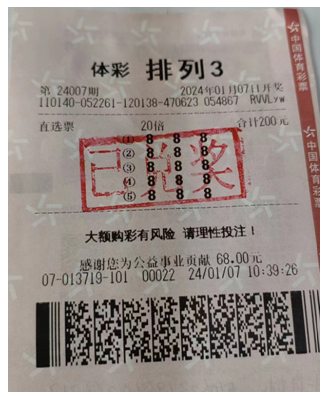 体彩 排列3
第 24007期 2024年01月07日开奖
110140-052261-120138-470623 054867 RWVLyw
直选票 20倍 合计200元
① 8 8 8
② 8 8 8
③ 8 8 8
④ 8 8 8
⑤ 8 8 8
已兑奖
大额购彩有风险 请理性投注！
感谢您为公益事业贡献 68.00元
07-013719-101 00022 24/01/07 10:39:26
中国体育彩票
中国体育彩票